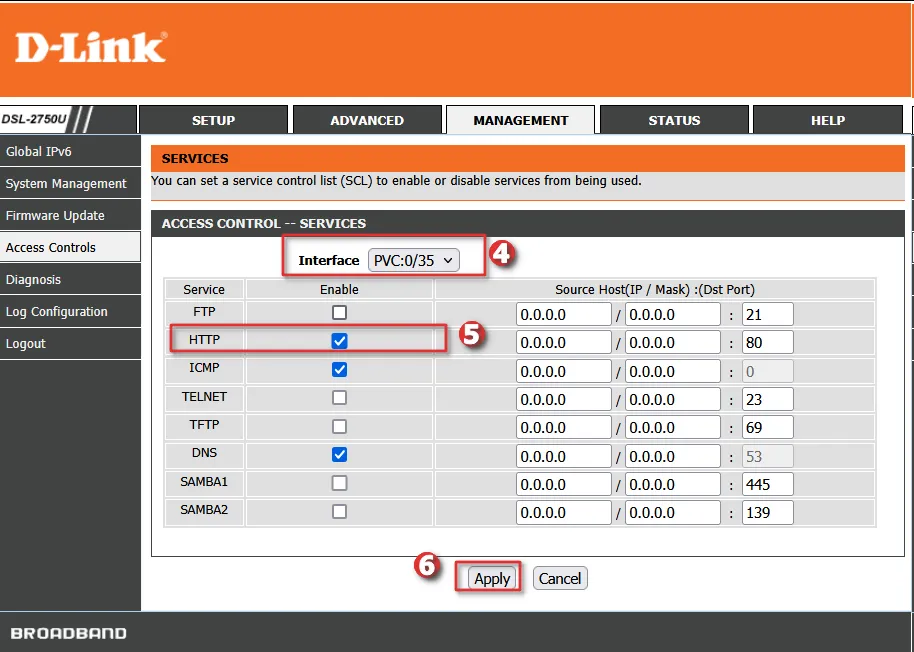 D-Link®
DSL-2750U
SETUP ADVANCED MANAGEMENT STATUS HELP
Global IPv6
System Management
Firmware Update
Access Controls
Diagnosis
Log Configuration
Logout
SERVICES
You can set a service control list (SCL) to enable or disable services from being used.
ACCESS CONTROL -- SERVICES
Interface PVC:0/35 4
Service Enable Source Host(IP / Mask) :(Dst Port)
FTP 0.0.0.0 / 0.0.0.0 : 21
HTTP 5 0.0.0.0 / 0.0.0.0 : 80
ICMP 0.0.0.0 / 0.0.0.0 : 0
TELNET 0.0.0.0 / 0.0.0.0 : 23
TFTP 0.0.0.0 / 0.0.0.0 : 69
DNS 0.0.0.0 / 0.0.0.0 : 53
SAMBA1 0.0.0.0 / 0.0.0.0 : 445
SAMBA2 0.0.0.0 / 0.0.0.0 : 139
6 Apply Cancel
BROADBAND